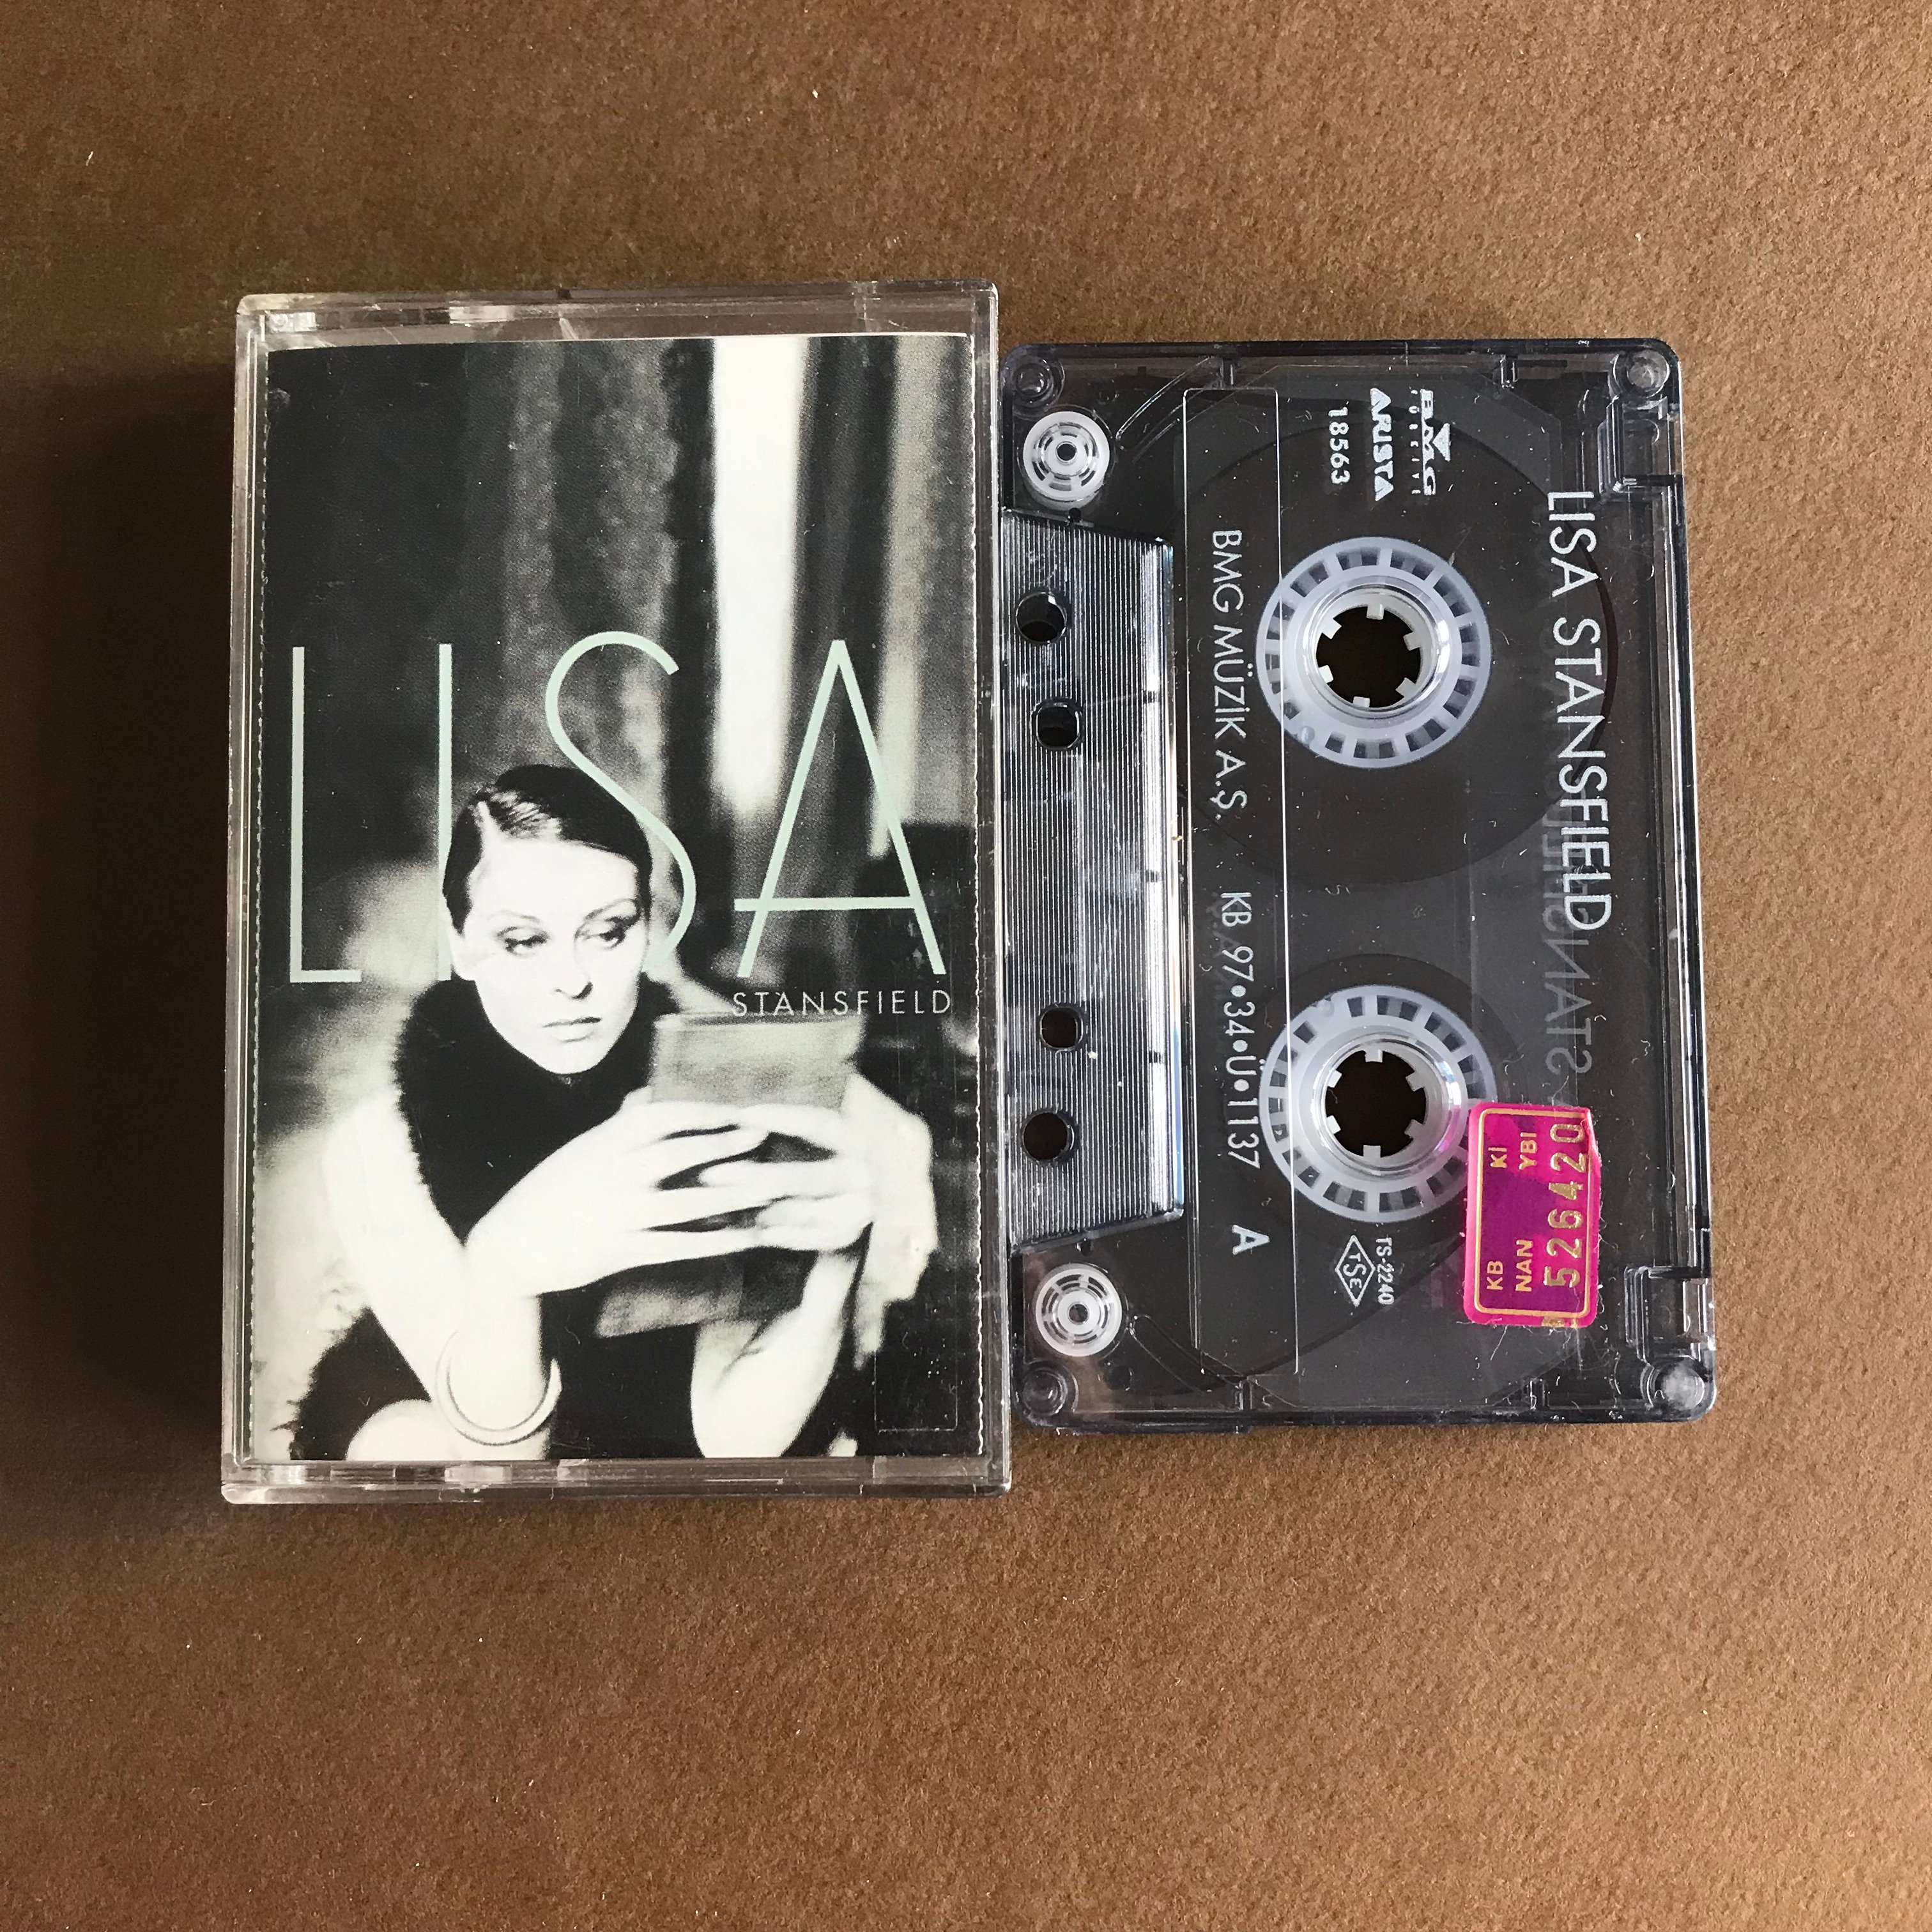 LISA
STANSFIELD
LISA STANSFIELD
BMG
ARISTA
18563
BMG MÜZİK A.Ş. KB 97•34•Ü•1137 A
TS-2240
TSE
KB Kİ
NAN YBI
526420